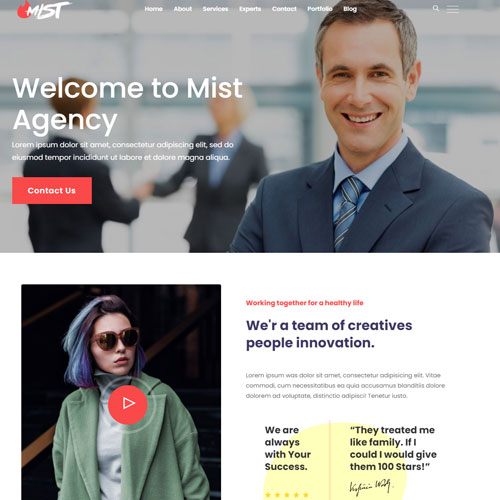 MIST
Home About Services Experts Contact Portfolio Blog
Welcome to Mist
Agency
Lorem ipsum dolor sit amet, consectetur adipiscing elit, sed do
eiusmod tempor incididunt ut labore et dolore magna aliqua.
Contact Us
Working together for a healthy life
We'r a team of creatives
people innovation.
Lorem ipsum dolor sit amet, consectetur adipisicing elit. Vitae
commodi, cum necessitatibus ea quia accusamus blanditiis dolore
dolorem ad voluptate, distinctio adipisci! Tenetur iusto.
We are
always
with Your
Success.
“They treated me
like family. If I
could I would give
them 100 Stars!”